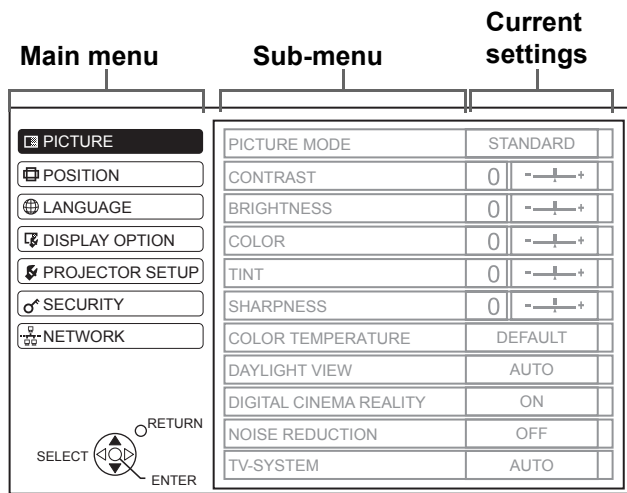 Main menu
Sub-menu
Current
settings
PICTURE
POSITION
LANGUAGE
DISPLAY OPTION
PROJECTOR SETUP
SECURITY
NETWORK
RETURN
SELECT
ENTER
PICTURE MODE STANDARD
CONTRAST 0 - +
BRIGHTNESS 0 - +
COLOR 0 - +
TINT 0 - +
SHARPNESS 0 - +
COLOR TEMPERATURE DEFAULT
DAYLIGHT VIEW AUTO
DIGITAL CINEMA REALITY ON
NOISE REDUCTION OFF
TV-SYSTEM AUTO